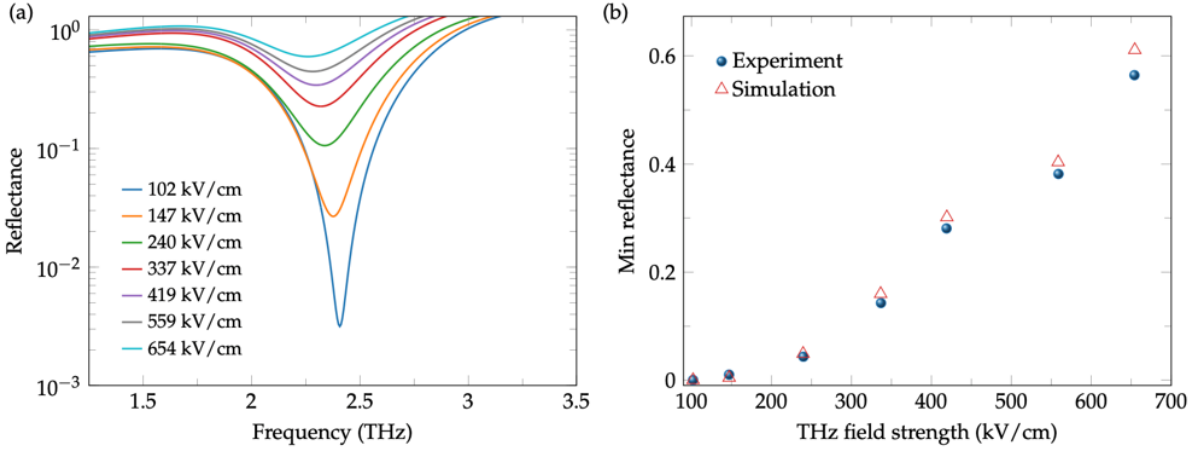 (a)
10⁰
10⁻¹
10⁻²
10⁻³
Reflectance
102 kV/cm
147 kV/cm
240 kV/cm
337 kV/cm
419 kV/cm
559 kV/cm
654 kV/cm
1.5
2
2.5
3
3.5
Frequency (THz)
(b)
0.6
0.4
0.2
0
Min reflectance
Experiment
Simulation
100
200
300
400
500
600
700
THz field strength (kV/cm)